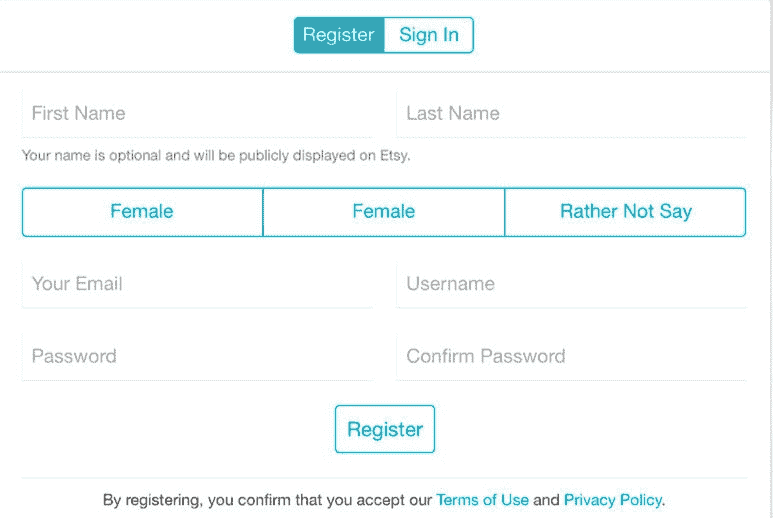 Register Sign In
First Name Last Name
Your name is optional and will be publicly displayed on Etsy.
Female Female Rather Not Say
Your Email Username
Password Confirm Password
Register
By registering, you confirm that you accept our Terms of Use and Privacy Policy.